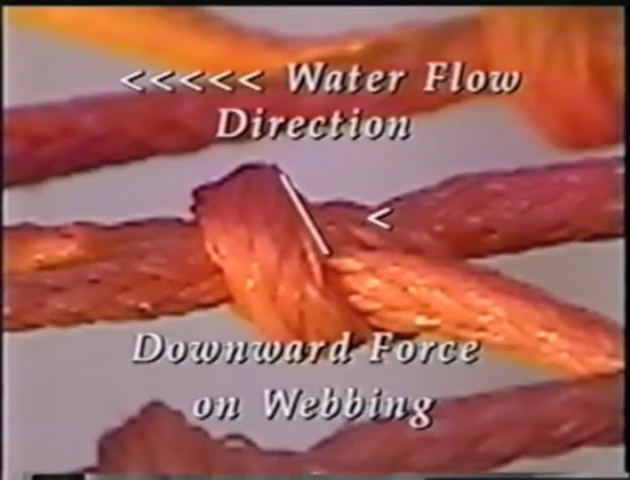 <<<<< Water Flow
Direction
<
Downward Force
on Webbing